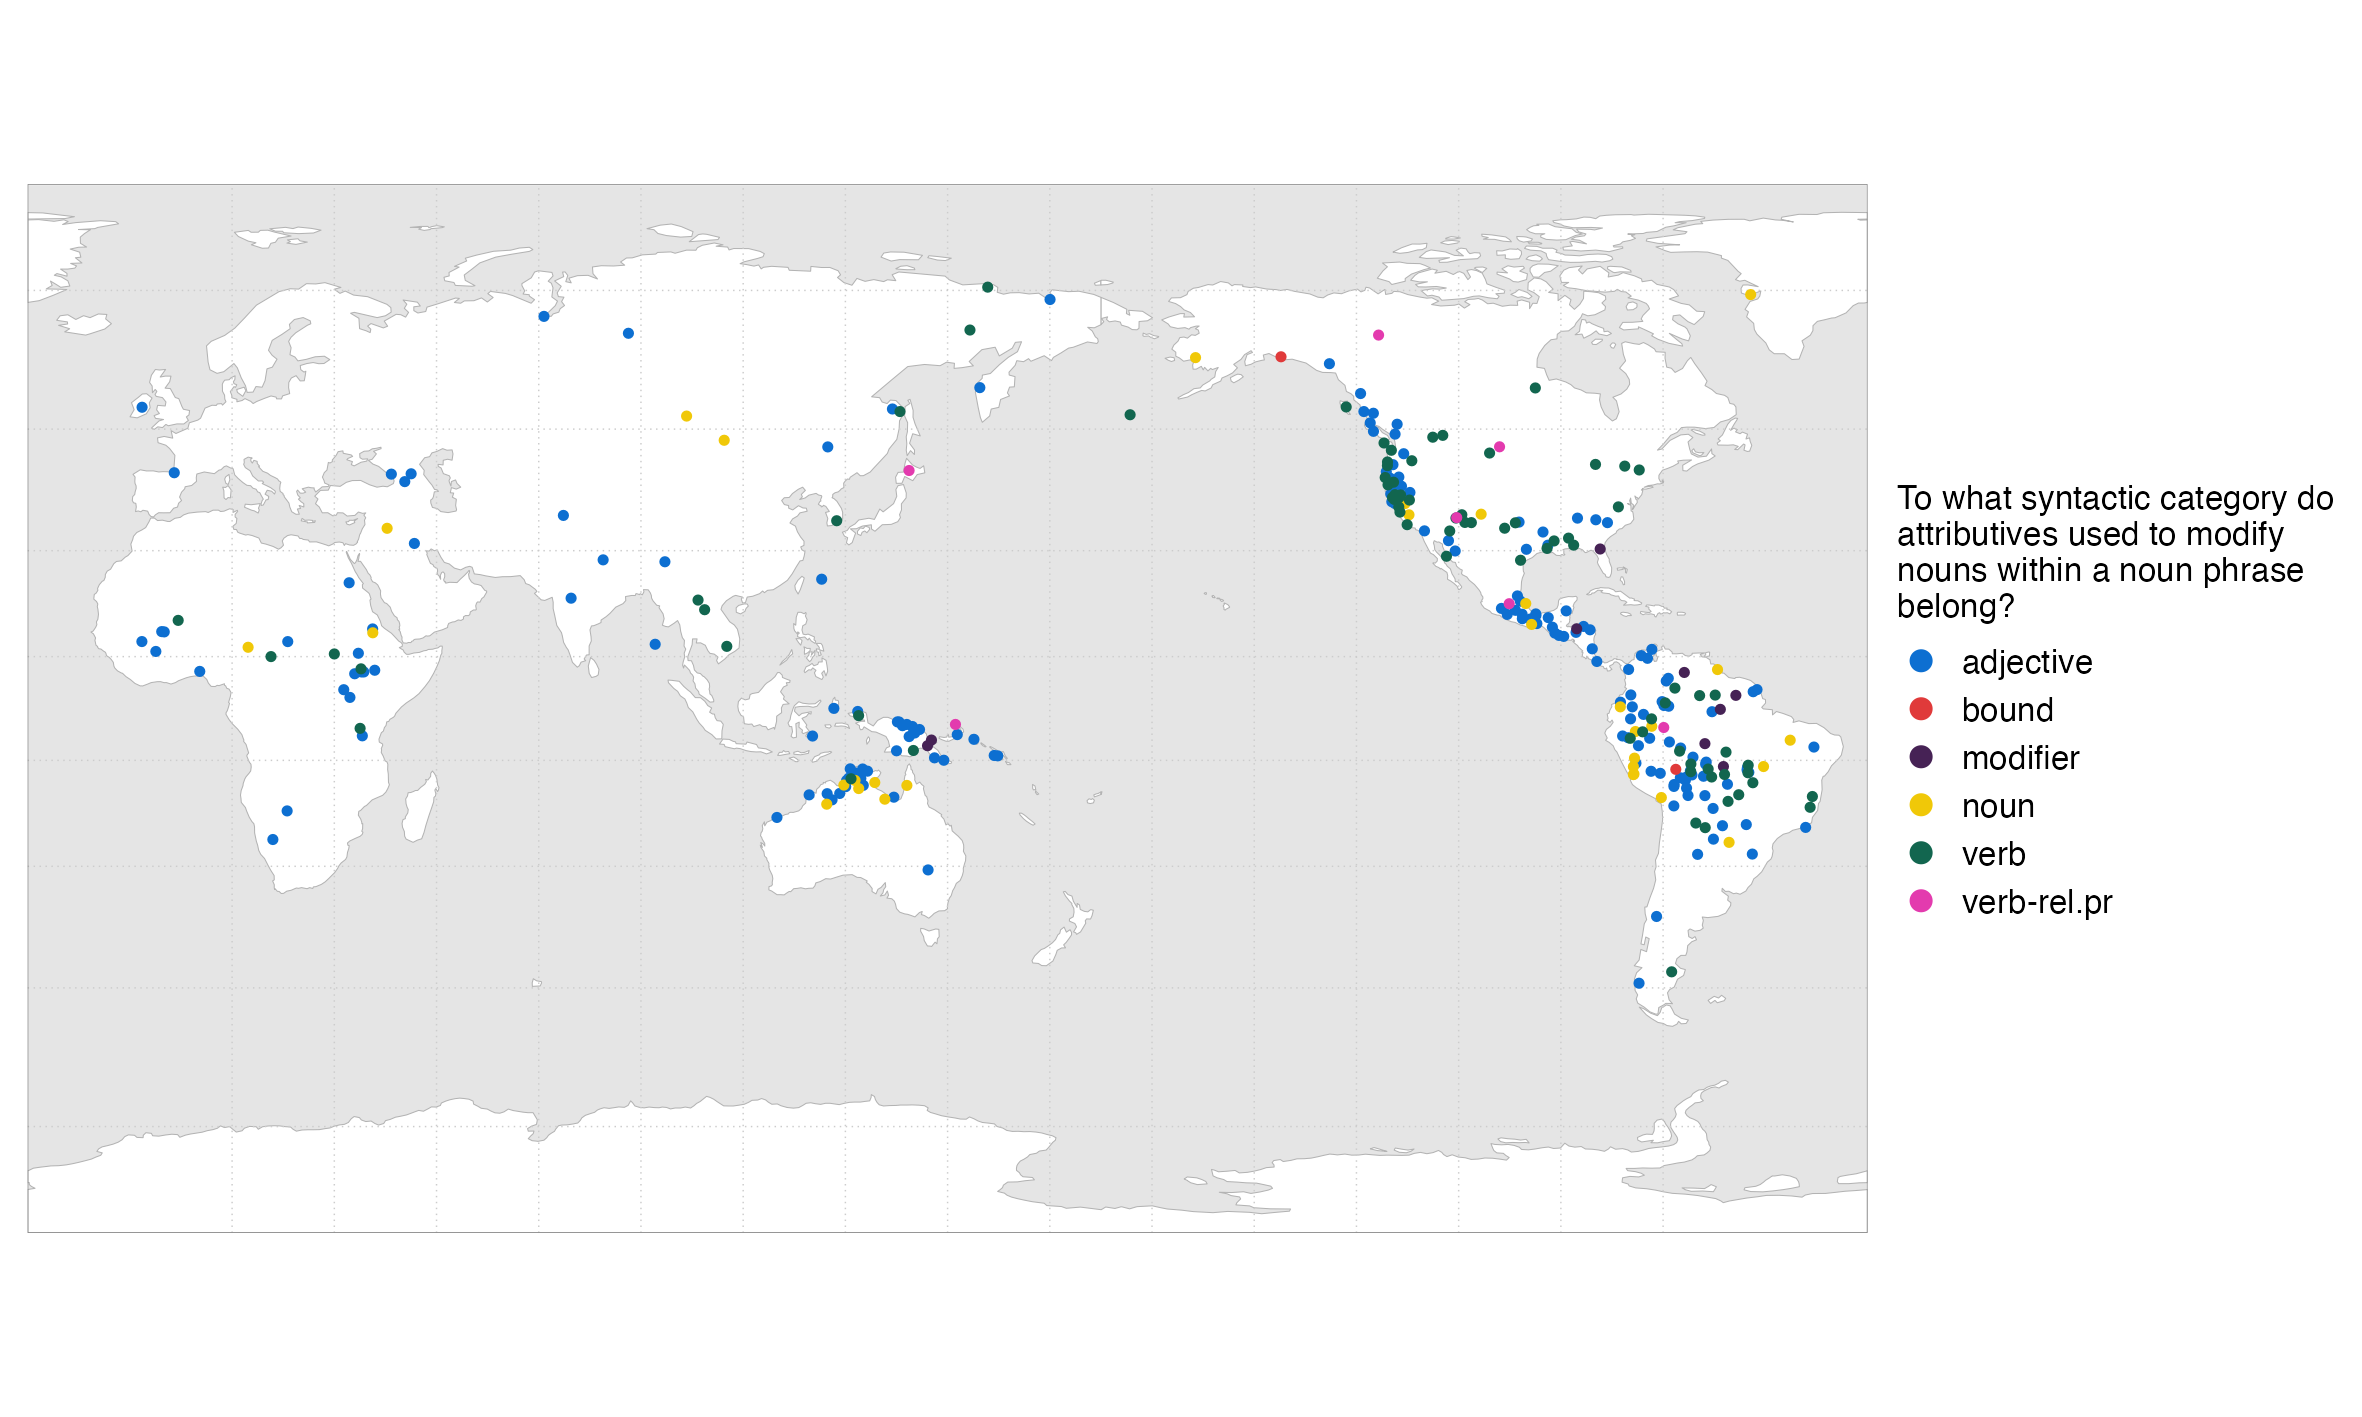 To what syntactic category do
attributives used to modify
nouns within a noun phrase
belong?
adjective
bound
modifier
noun
verb
verb-rel.pr